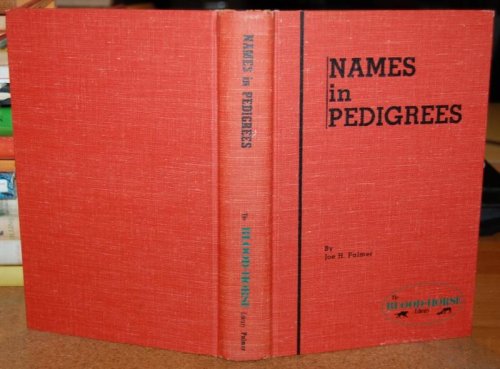 NAMES in PEDIGREES
The
BLOOD-HORSE
Library
Palmer
NAMES
in
PEDIGREES
By
Joe H. Palmer
The
BLOOD-HORSE
Library